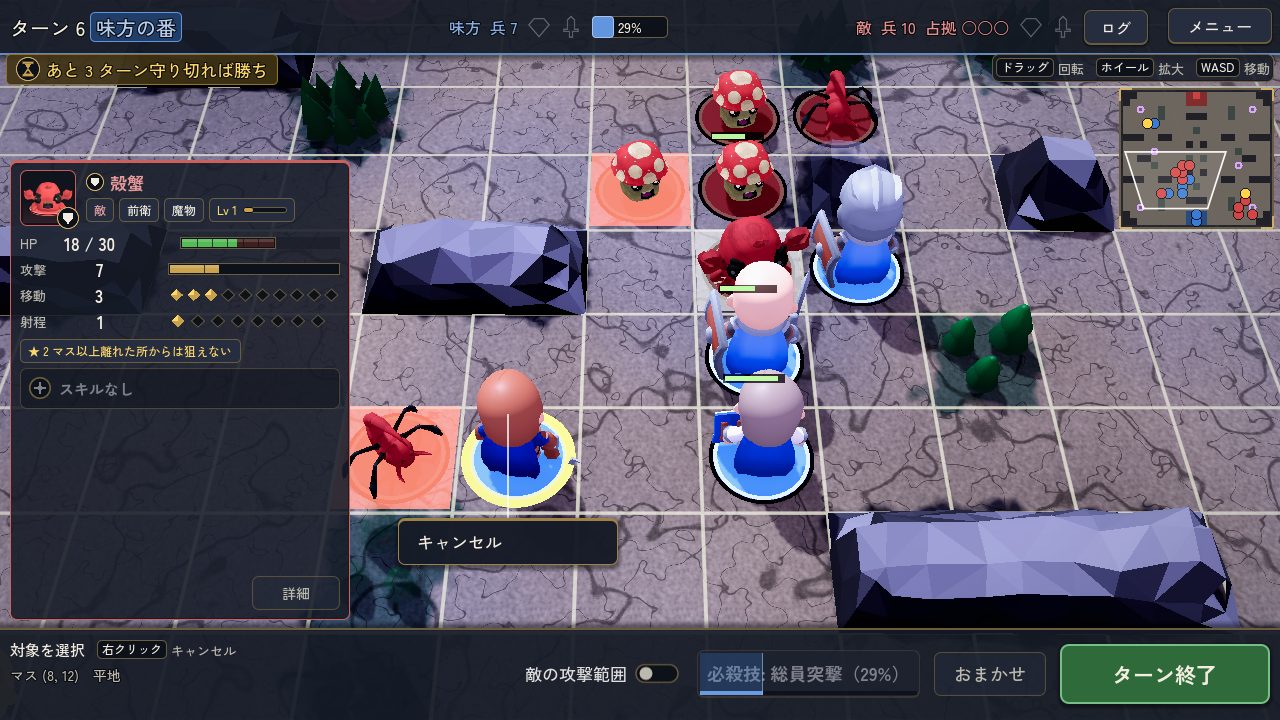 ターン 6 味方の番
味方 兵 7 29%
敵 兵 10 占拠 ○○○
ログ
メニュー
あと 3 ターン守り切れば勝ち
ドラッグ 回転 ホイール 拡大 WASD 移動
殻蟹
敵 前衛 魔物 Lv 1
HP 18 / 30
攻撃 7
移動 3
射程 1
★2 マス以上離れた所からは狙えない
スキルなし
詳細
キャンセル
対象を選択 右クリック キャンセル
マス (8, 12) 平地
敵の攻撃範囲
必殺技: 総員突撃 (29%)
おまかせ
ターン終了